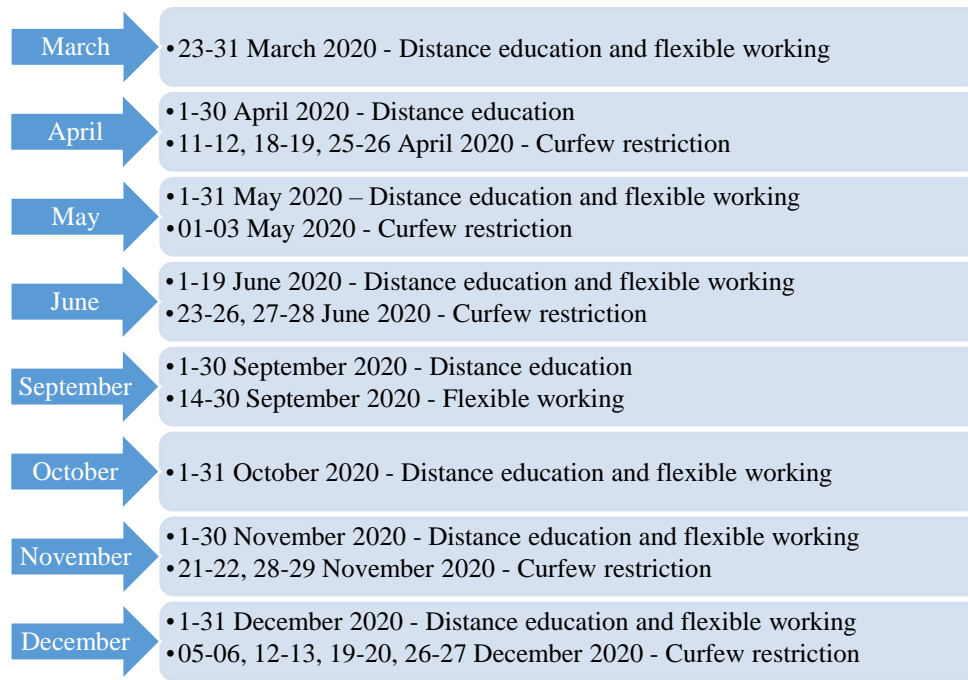 March
•23-31 March 2020 - Distance education and flexible working
April
•1-30 April 2020 - Distance education
•11-12, 18-19, 25-26 April 2020 - Curfew restriction
May
•1-31 May 2020 – Distance education and flexible working
•01-03 May 2020 - Curfew restriction
June
•1-19 June 2020 - Distance education and flexible working
•23-26, 27-28 June 2020 - Curfew restriction
September
•1-30 September 2020 - Distance education
•14-30 September 2020 - Flexible working
October
•1-31 October 2020 - Distance education and flexible working
November
•1-30 November 2020 - Distance education and flexible working
•21-22, 28-29 November 2020 - Curfew restriction
December
•1-31 December 2020 - Distance education and flexible working
•05-06, 12-13, 19-20, 26-27 December 2020 - Curfew restriction